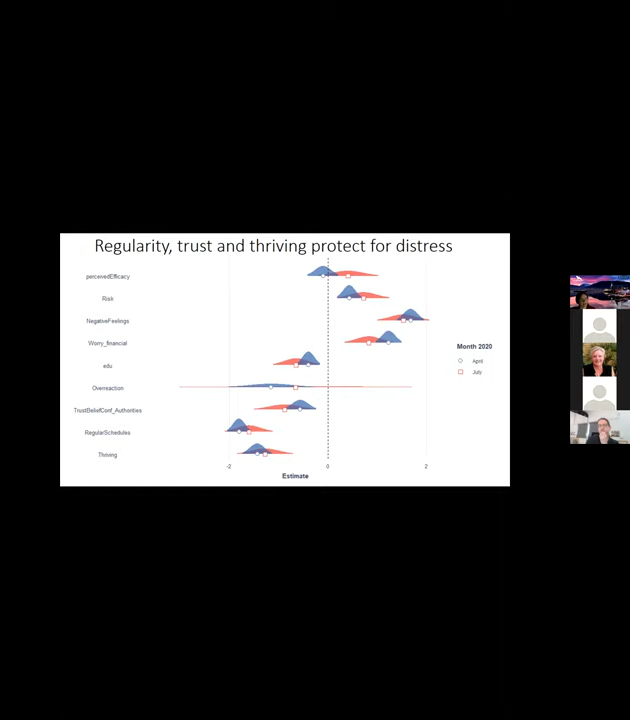 Regularity, trust and thriving protect for distress
perceivedEfficacy
Risk
NegativeFeelings
Worry_financial
edu
Overreaction
TrustBeliefConf_Authorities
RegularSchedules
Thriving
-2 0 2
Estimate
Month 2020
April
July